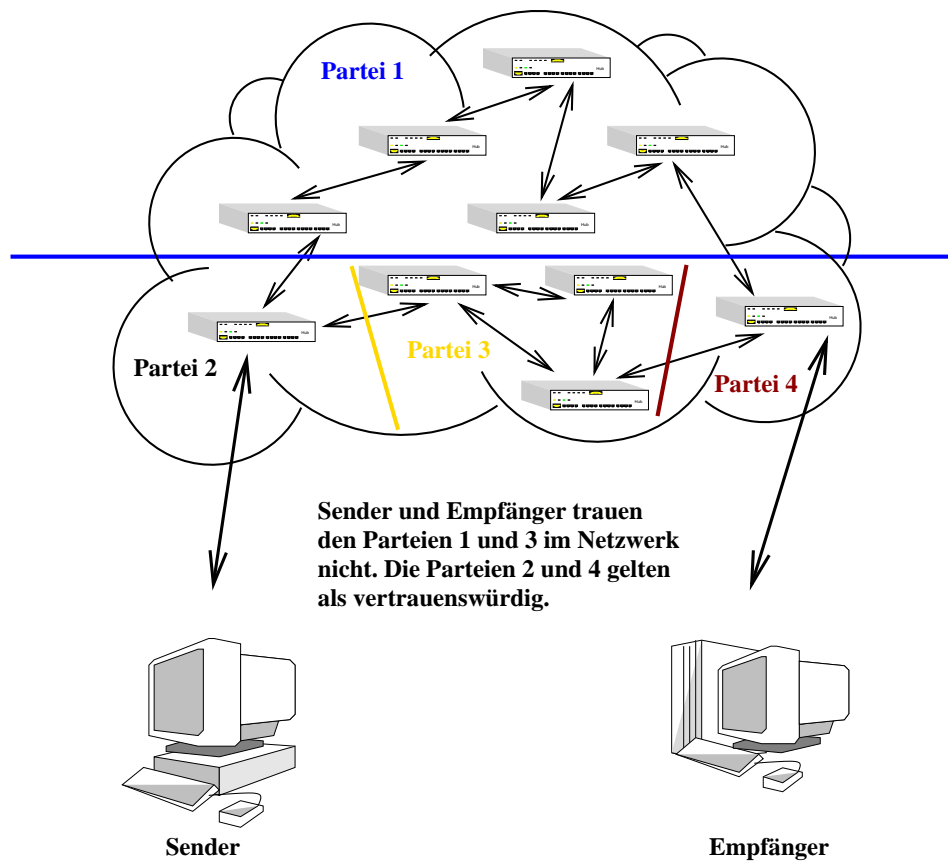 Partei 1
Partei 3
Partei 2
Partei 4
Sender und Empfänger trauen
den Parteien 1 und 3 im Netzwerk
nicht. Die Parteien 2 und 4 gelten
als vertrauenswürdig.
Sender
Empfänger